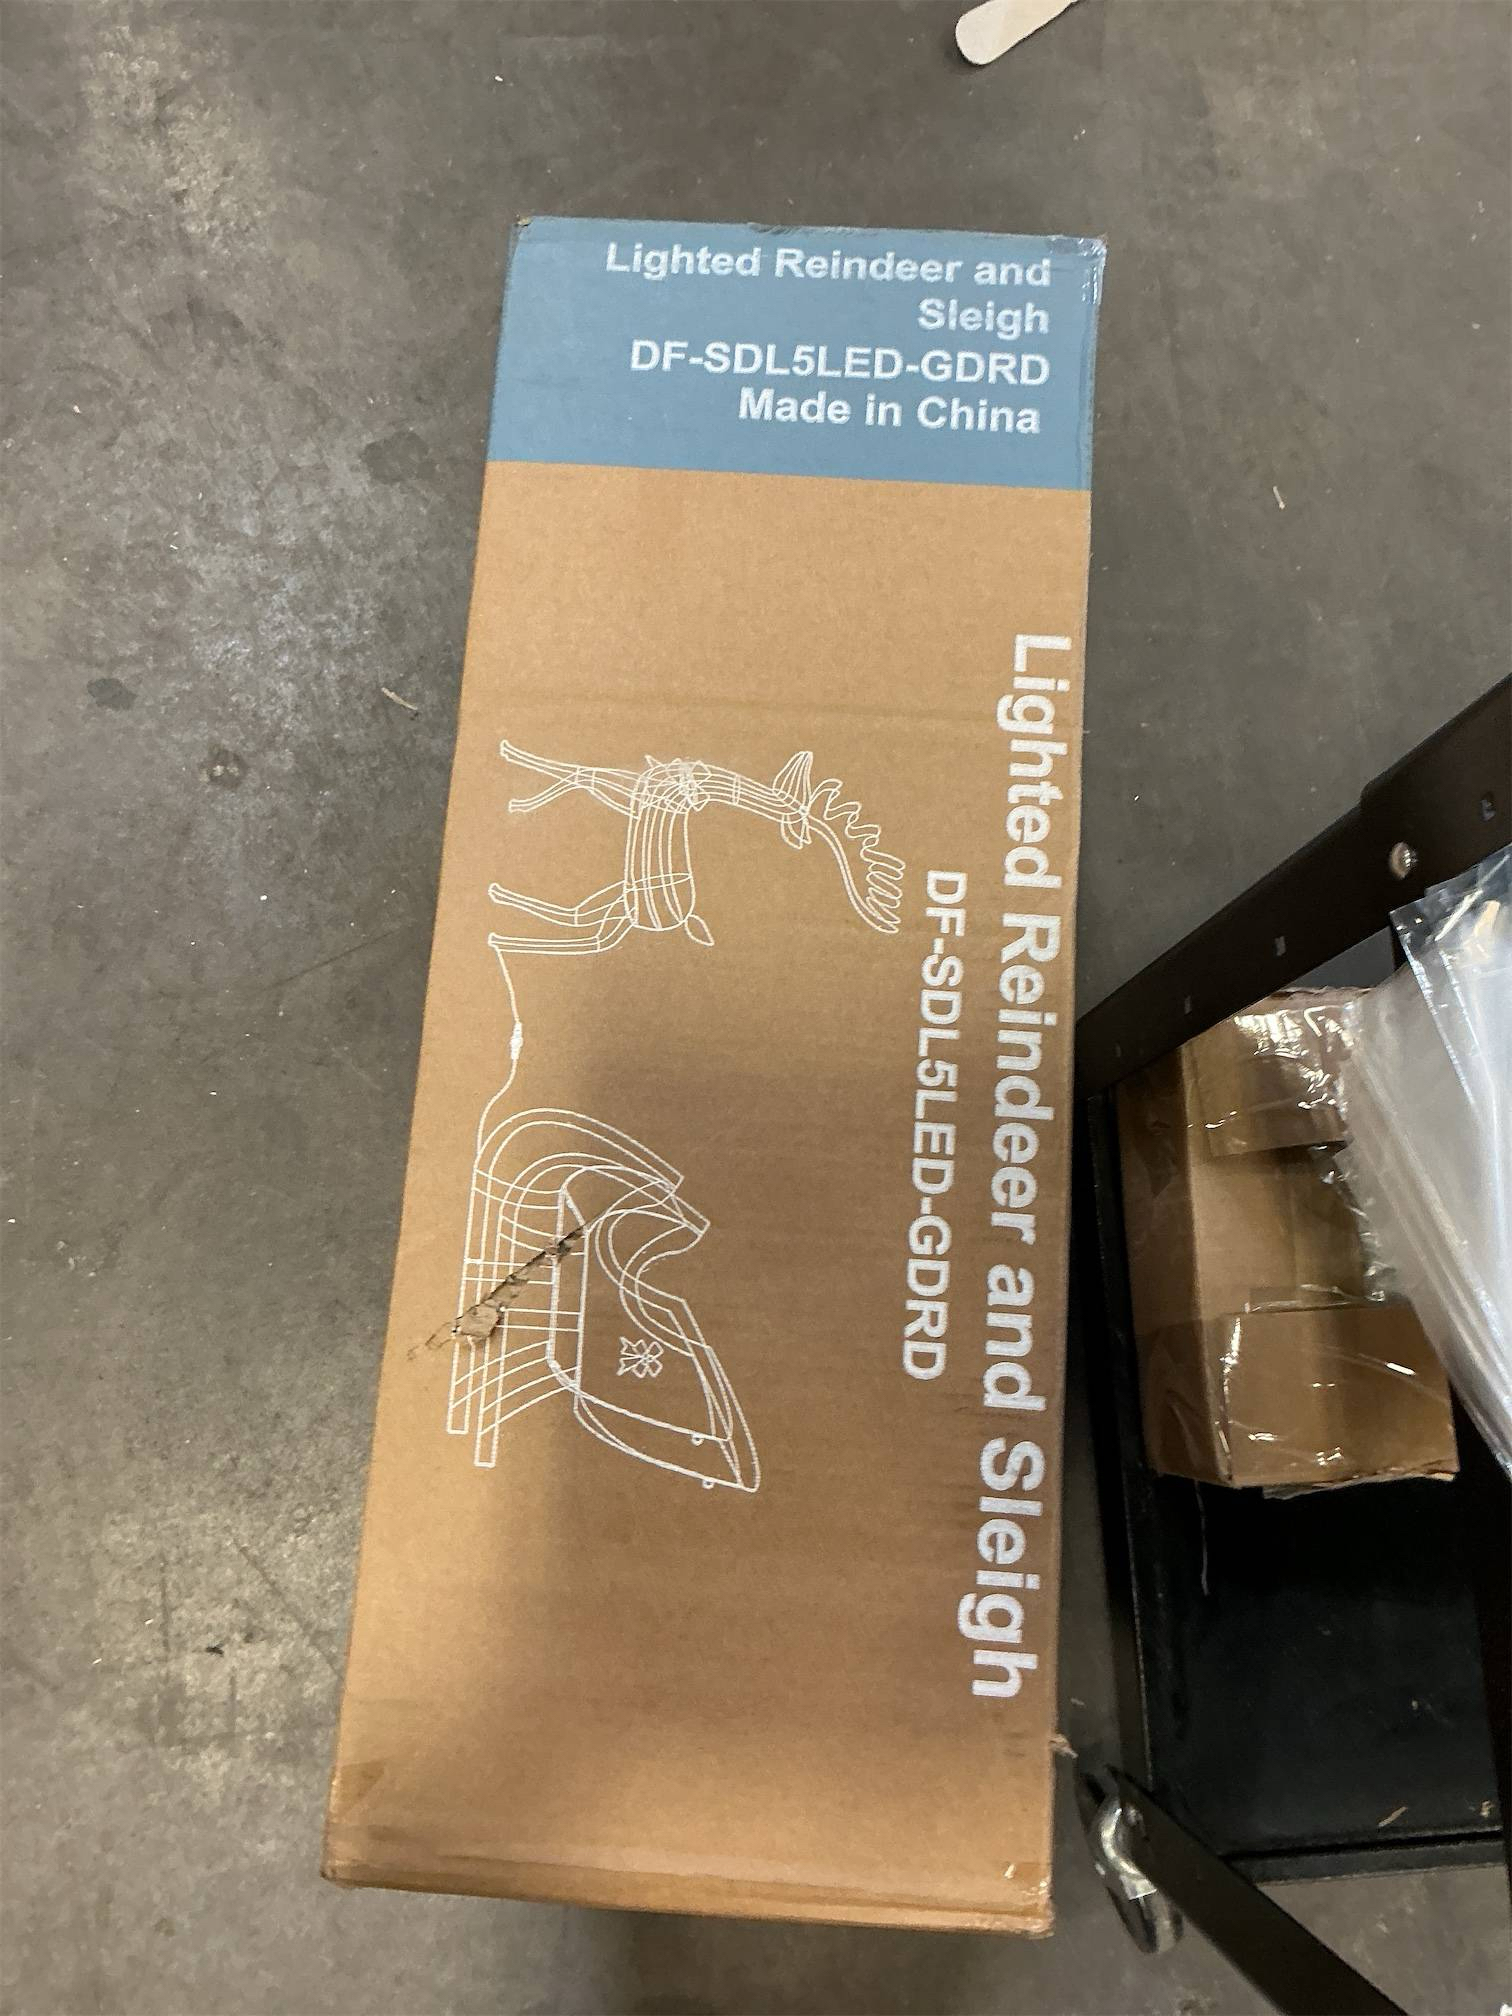 Lighted Reindeer and
Sleigh
DF-SDL5LED-GDRD
Made in China
Lighted Reindeer and Sleigh
DF-SDL5LED-GDRD